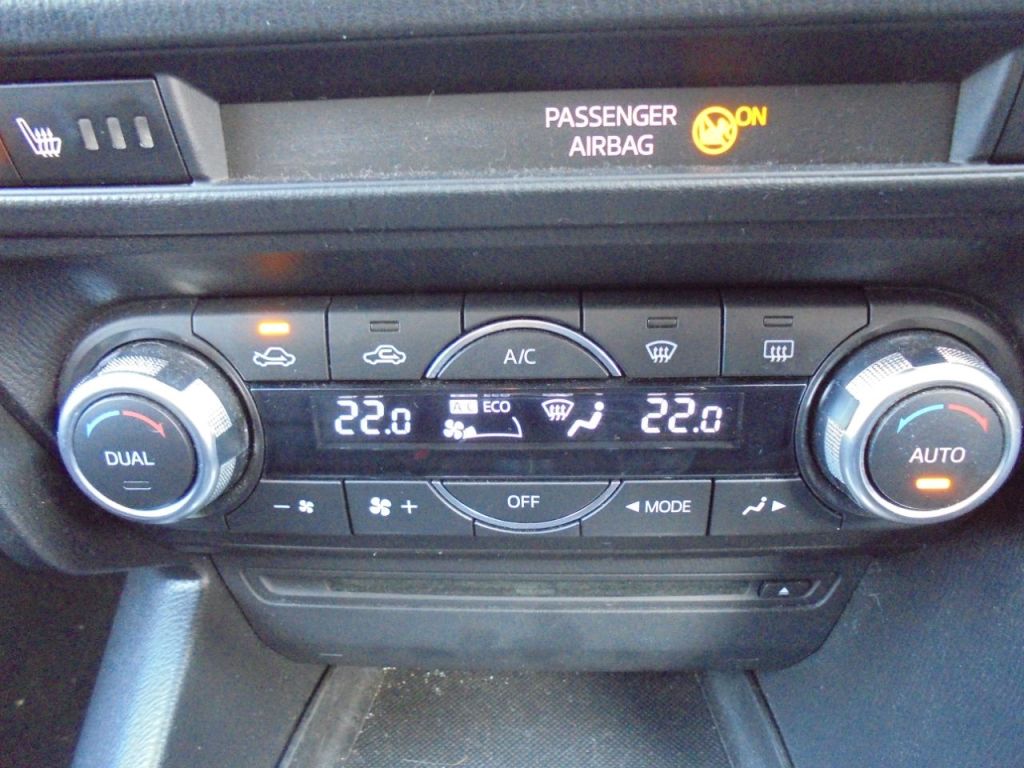 PASSENGER ON
AIRBAG
A/C
22.0 A/C ECO 22.0
DUAL
AUTO
- + OFF ◄ MODE ►